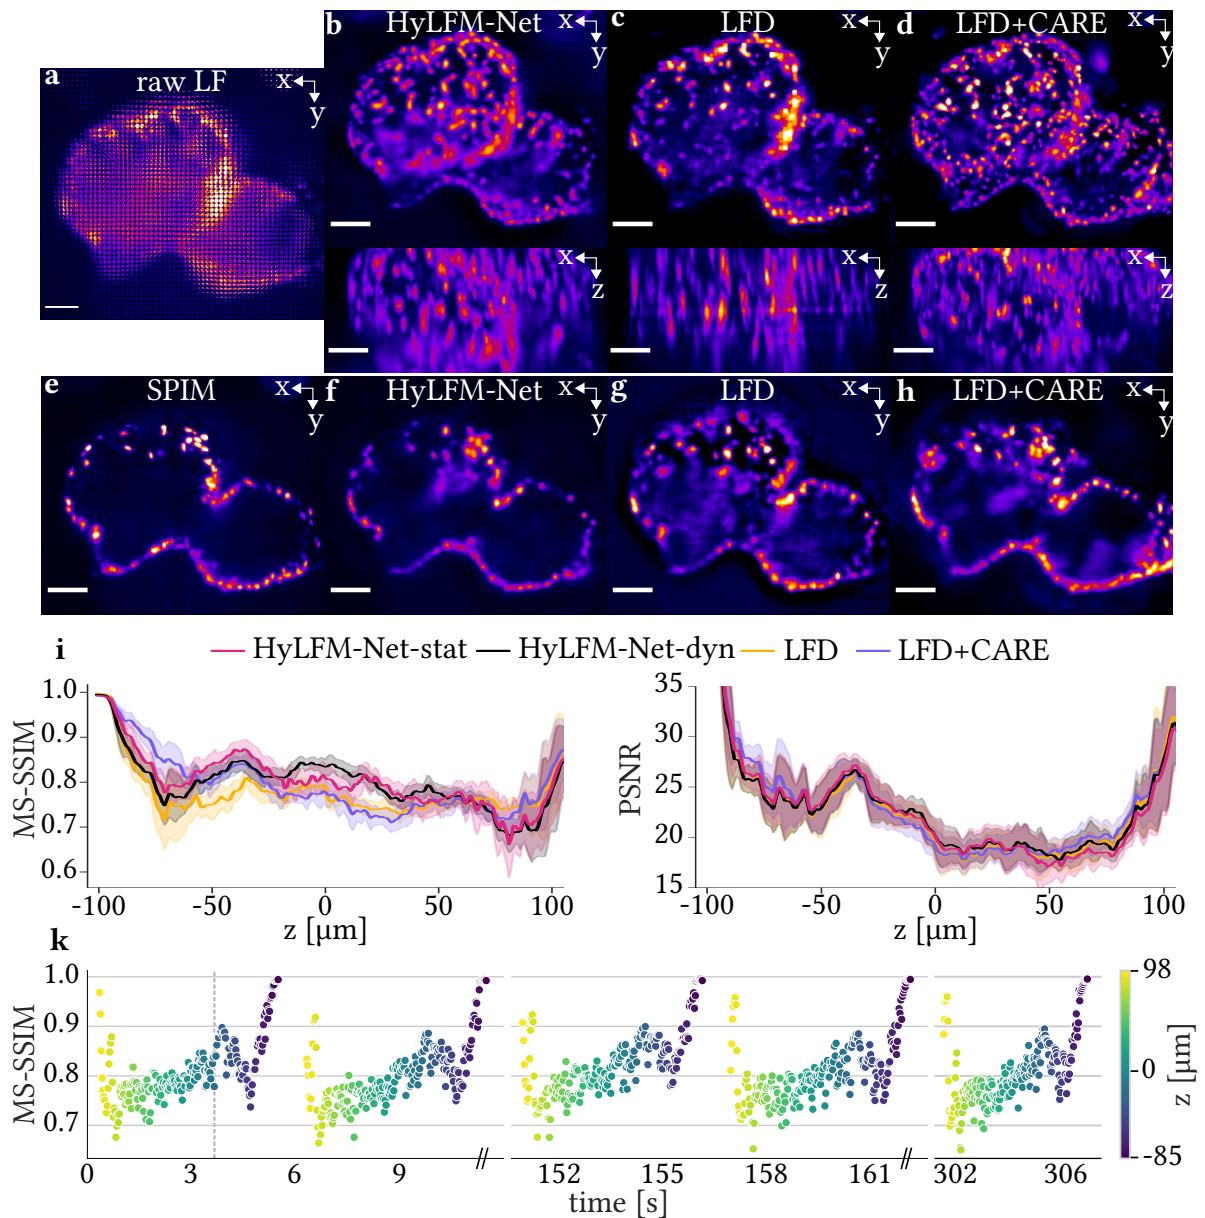 a raw LF x y
b HyLFM-Net x y
c LFD x y
d LFD+CARE x y
x z
x z
x z
e SPIM x y
f HyLFM-Net x y
g LFD x y
h LFD+CARE x y
i
HyLFM-Net-stat HyLFM-Net-dyn LFD LFD+CARE
MS-SSIM
1.0
0.9
0.8
0.7
0.6
-100 -50 0 50 100
z [μm]
PSNR
35
30
25
20
15
-100 -50 0 50 100
z [μm]
k
MS-SSIM
1.0
0.9
0.8
0.7
0 3 6 9 // 152 155 158 161 // 302 306
time [s]
98
0
-85
z [μm]